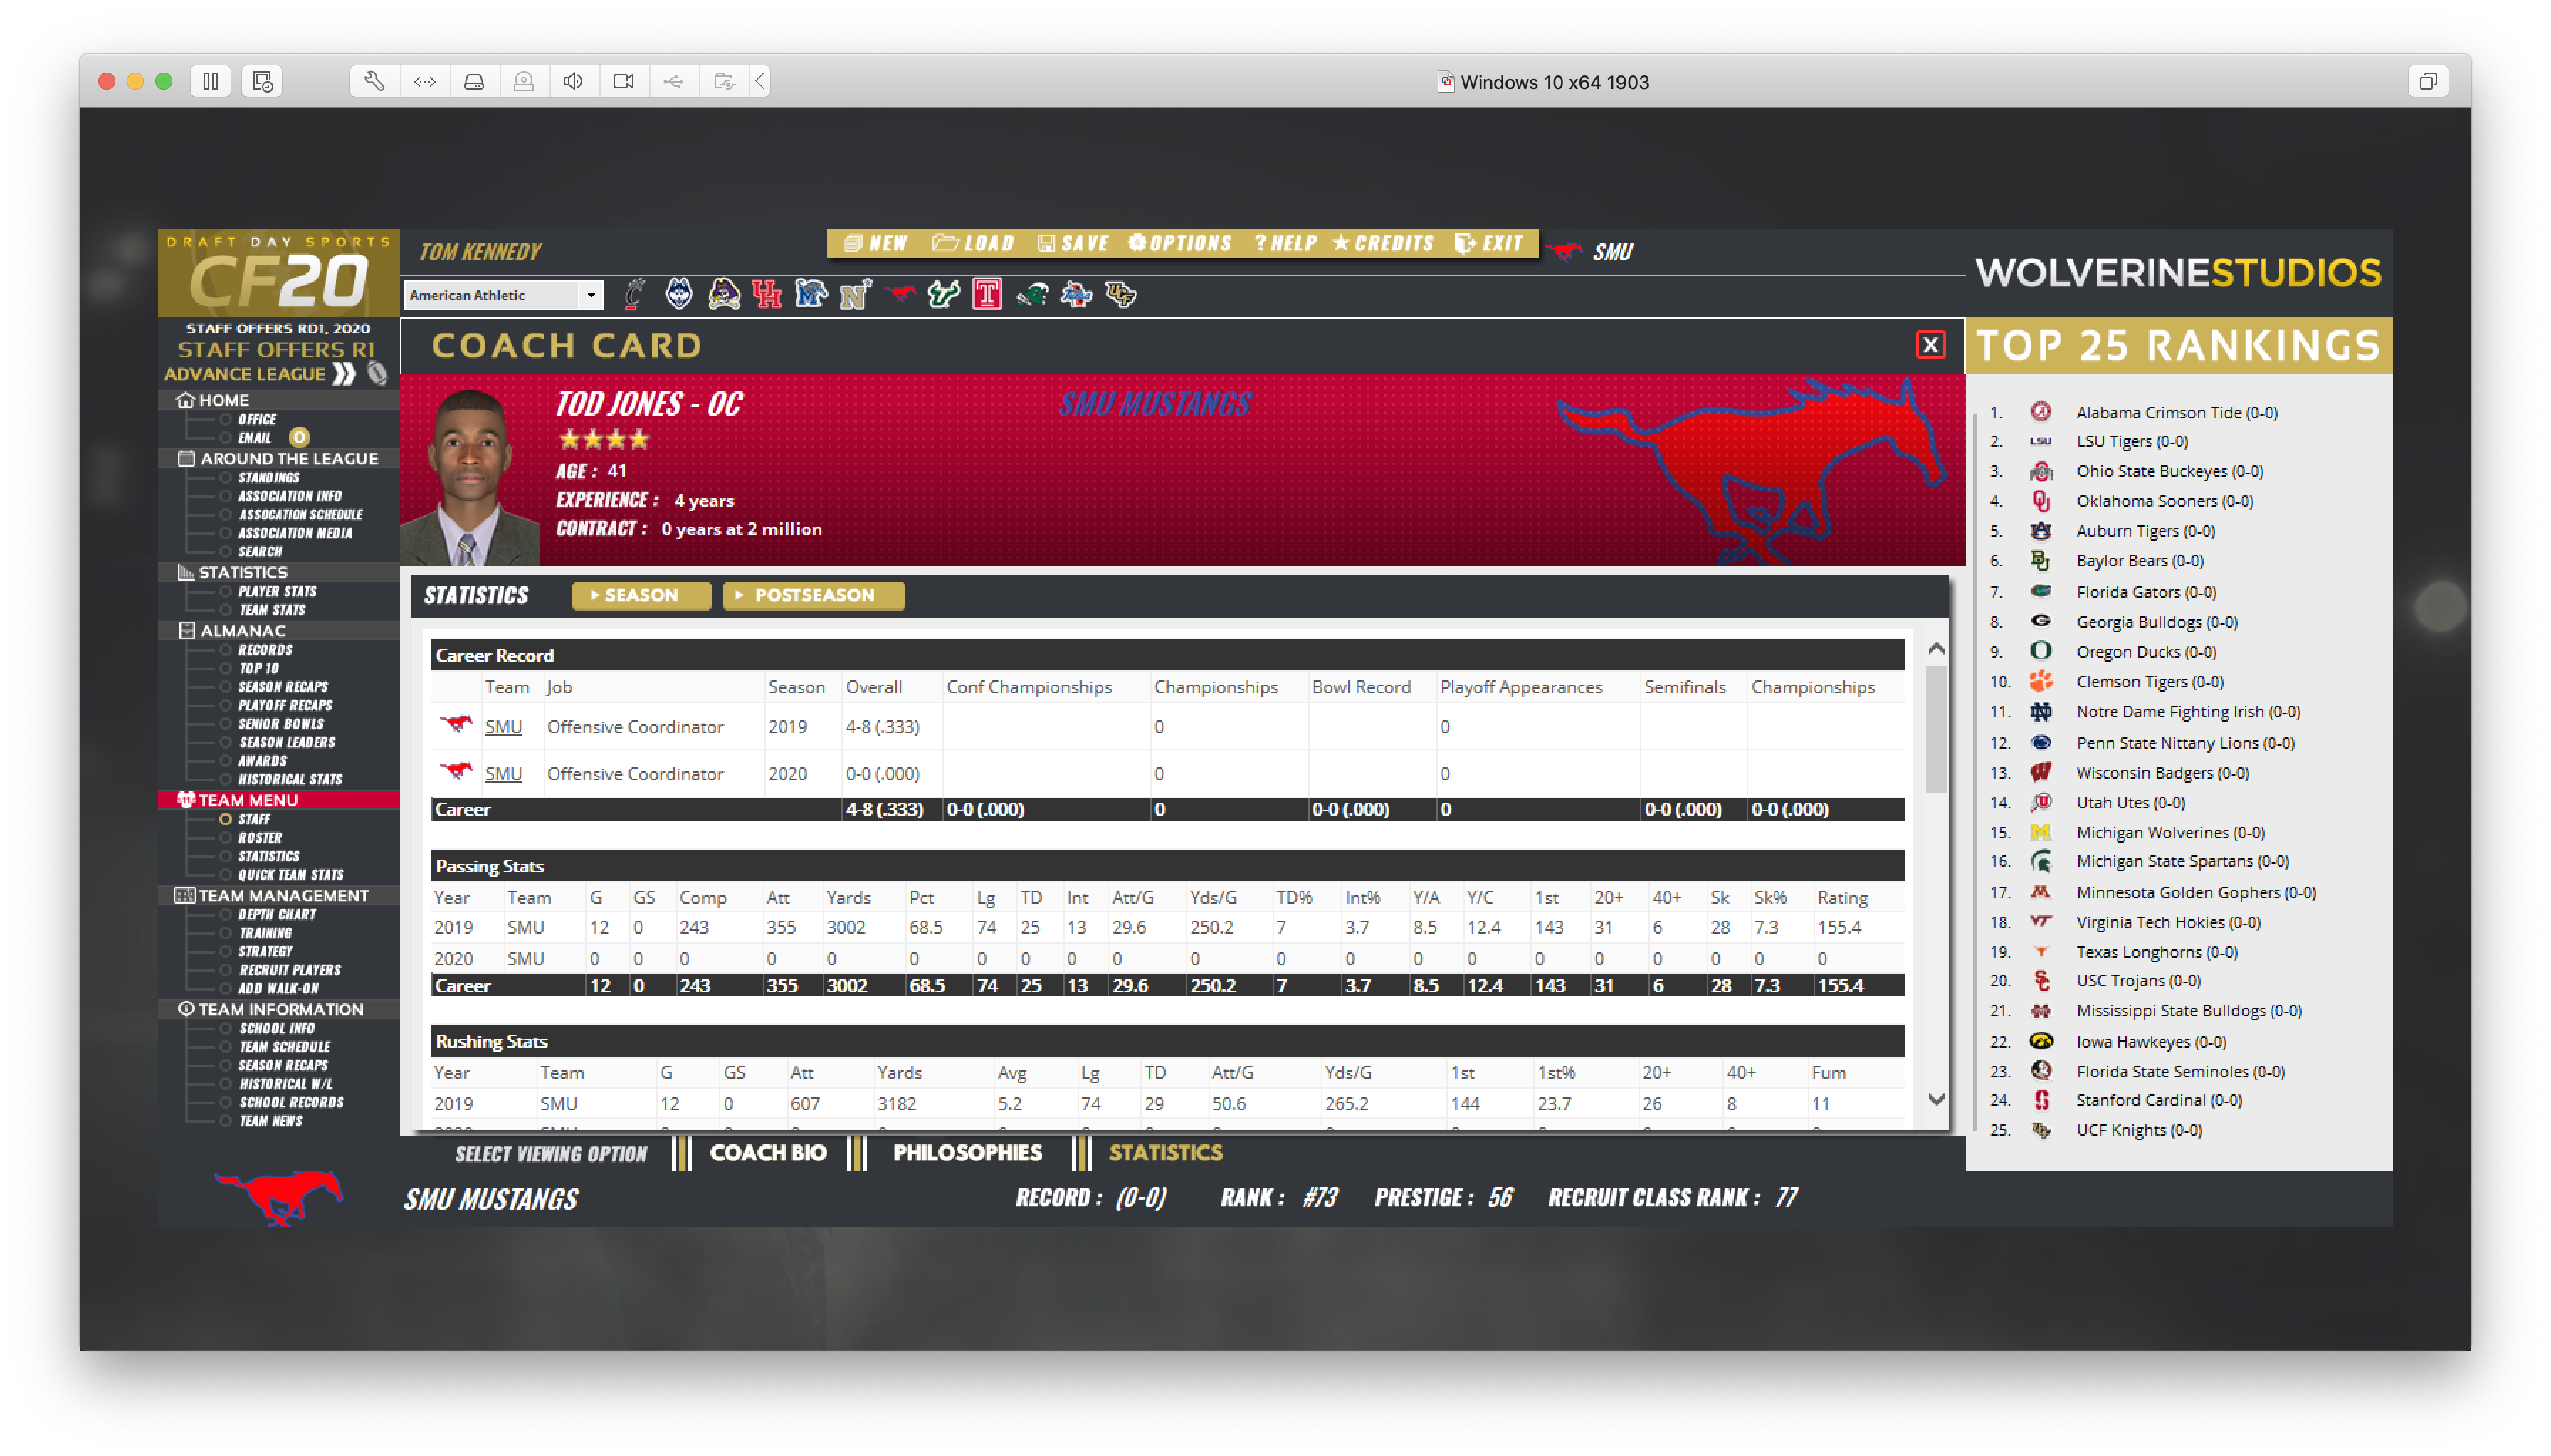 Windows 10 x64 1903
DRAFT DAY SPORTS
CF20
TOM KENNEDY
NEW LOAD SAVE OPTIONS ? HELP CREDITS EXIT
SMU
WOLVERINESTUDIOS
American Athletic
STAFF OFFERS RD1, 2020
STAFF OFFERS R1
ADVANCE LEAGUE
HOME
OFFICE
EMAIL 0
AROUND THE LEAGUE
STANDINGS
ASSOCIATION INFO
ASSOCATION SCHEDULE
ASSOCIATION MEDIA
SEARCH
STATISTICS
PLAYER STATS
TEAM STATS
ALMANAC
RECORDS
TOP 10
SEASON RECAPS
PLAYOFF RECAPS
SENIOR BOWLS
SEASON LEADERS
AWARDS
HISTORICAL STATS
TEAM MENU
STAFF
ROSTER
STATISTICS
QUICK TEAM STATS
TEAM MANAGEMENT
DEPTH CHART
TRAINING
STRATEGY
RECRUIT PLAYERS
ADD WALK-ON
TEAM INFORMATION
SCHOOL INFO
TEAM SCHEDULE
SEASON RECAPS
HISTORICAL W/L
SCHOOL RECORDS
TEAM NEWS
COACH CARD
X
TOD JONES - OC
SMU MUSTANGS
AGE : 41
EXPERIENCE : 4 years
CONTRACT : 0 years at 2 million
STATISTICS SEASON POSTSEASON
Career Record
Team Job Season Overall Conf Championships Championships Bowl Record Playoff Appearances Semifinals Championships
SMU Offensive Coordinator 2019 4-8 (.333) 0 0
SMU Offensive Coordinator 2020 0-0 (.000) 0 0
Career 4-8 (.333) 0-0 (.000) 0 0-0 (.000) 0 0-0 (.000) 0-0 (.000)
Passing Stats
Year Team G GS Comp Att Yards Pct Lg TD Int Att/G Yds/G TD% Int% Y/A Y/C 1st 20+ 40+ Sk Sk% Rating
2019 SMU 12 0 243 355 3002 68.5 74 25 13 29.6 250.2 7 3.7 8.5 12.4 143 31 6 28 7.3 155.4
2020 SMU 0 0 0 0 0 0 0 0 0 0 0 0 0 0 0 0 0 0 0 0 0
Career 12 0 243 355 3002 68.5 74 25 13 29.6 250.2 7 3.7 8.5 12.4 143 31 6 28 7.3 155.4
Rushing Stats
Year Team G GS Att Yards Avg Lg TD Att/G Yds/G 1st 1st% 20+ 40+ Fum
2019 SMU 12 0 607 3182 5.2 74 29 50.6 265.2 144 23.7 26 8 11
SELECT VIEWING OPTION COACH BIO PHILOSOPHIES STATISTICS
SMU MUSTANGS RECORD : (0-0) RANK : #73 PRESTIGE : 56 RECRUIT CLASS RANK : 77
TOP 25 RANKINGS
1. Alabama Crimson Tide (0-0)
2. LSU LSU Tigers (0-0)
3. Ohio State Buckeyes (0-0)
4. Oklahoma Sooners (0-0)
5. Auburn Tigers (0-0)
6. Baylor Bears (0-0)
7. Florida Gators (0-0)
8. Georgia Bulldogs (0-0)
9. Oregon Ducks (0-0)
10. Clemson Tigers (0-0)
11. Notre Dame Fighting Irish (0-0)
12. Penn State Nittany Lions (0-0)
13. Wisconsin Badgers (0-0)
14. Utah Utes (0-0)
15. Michigan Wolverines (0-0)
16. Michigan State Spartans (0-0)
17. Minnesota Golden Gophers (0-0)
18. Virginia Tech Hokies (0-0)
19. Texas Longhorns (0-0)
20. USC Trojans (0-0)
21. Mississippi State Bulldogs (0-0)
22. Iowa Hawkeyes (0-0)
23. Florida State Seminoles (0-0)
24. Stanford Cardinal (0-0)
25. UCF Knights (0-0)